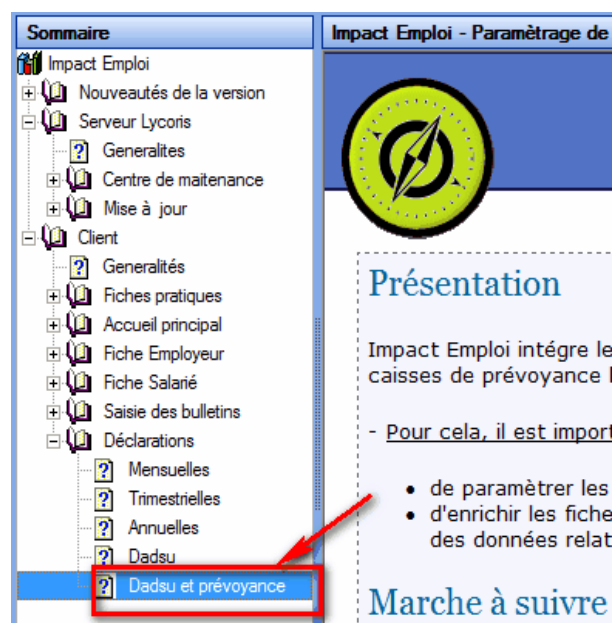 Sommaire
Impact Emploi
Nouveautés de la version
Serveur Lycoris
Generalites
Centre de maitenance
Mise à jour
Client
Generalités
Fiches pratiques
Accueil principal
Fiche Employeur
Fiche Salarié
Saisie des bulletins
Déclarations
Mensuelles
Trimestrielles
Annuelles
Dadsu
Dadsu et prévoyance
Impact Emploi - Paramètrage de
Présentation
Impact Emploi intégre le
caisses de prévoyance
- Pour cela, il est import
• de paramètrer les
• d'enrichir les fiche
des données relat
Marche à suivre